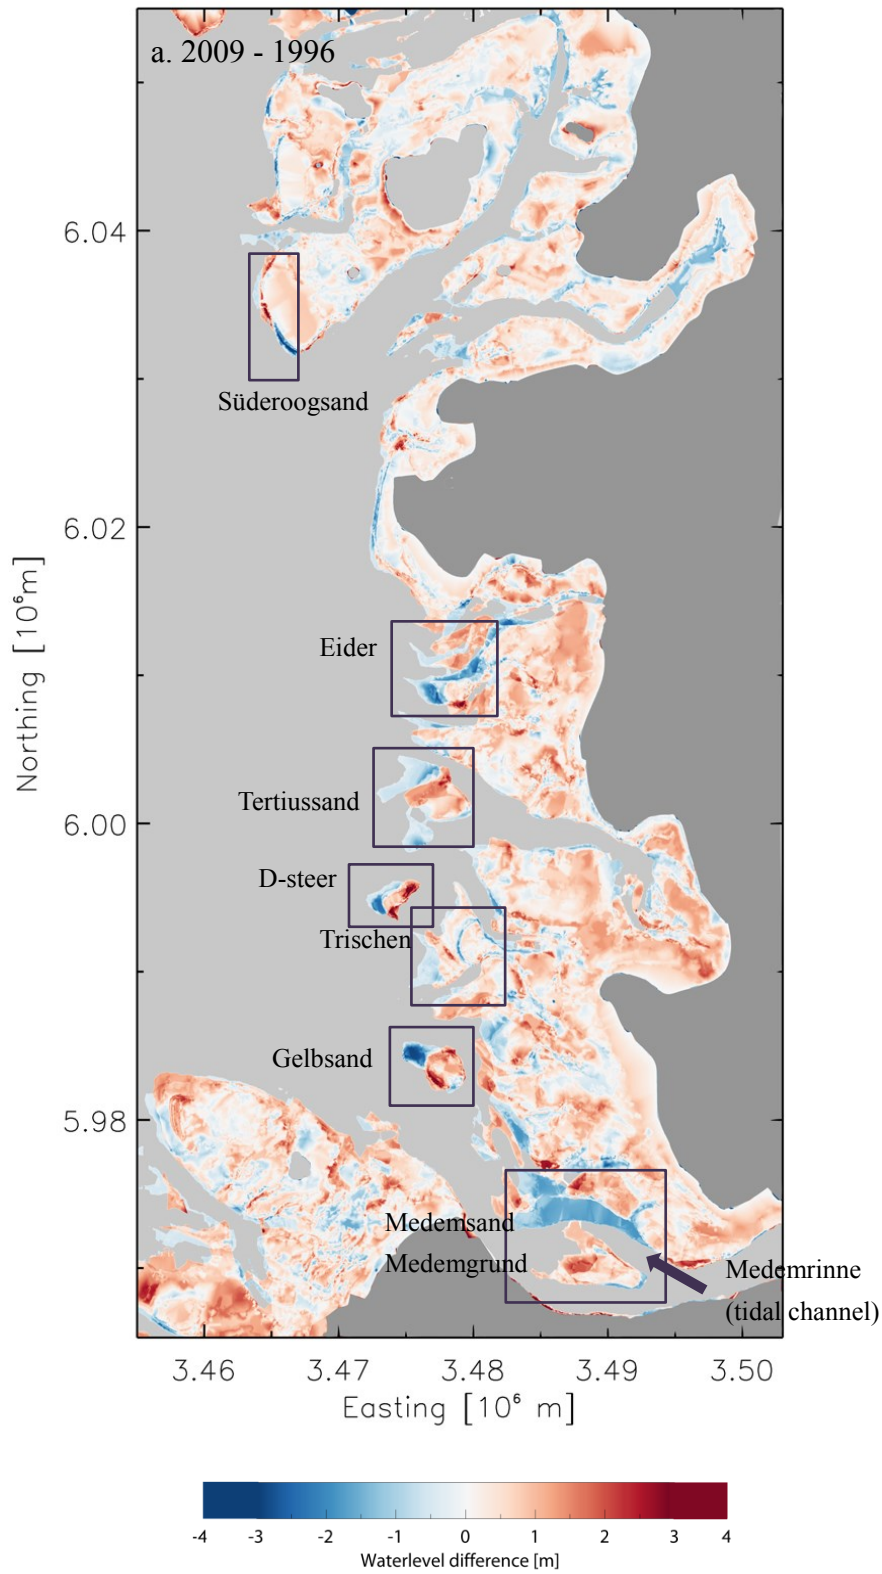 a. 2009 - 1996
6.04
Süderoogsand
6.02
Northing [10⁶m]
Eider
Tertiussand
6.00
D-steer
Trischen
Gelbsand
5.98
Medemsand
Medemgrund
Medemrinne
(tidal channel)
3.46 3.47 3.48 3.49 3.50
Easting [10⁶ m]
-4 -3 -2 -1 0 1 2 3 4
Waterlevel difference [m]